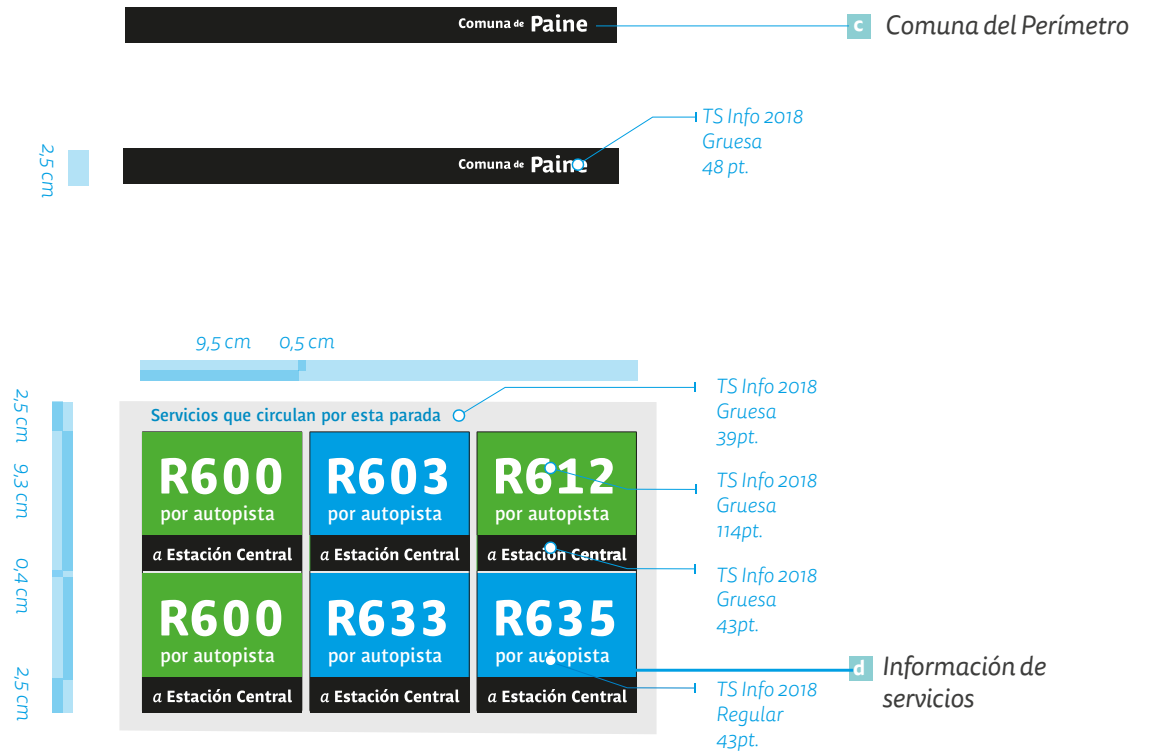 Comuna de Paine
c Comuna del Perímetro
TS Info 2018
Gruesa
48 pt.
Comuna de Paine
2,5 cm
9,5 cm 0,5 cm
2,5 cm
9,3 cm
0,4 cm
2,5 cm
Servicios que circulan por esta parada
TS Info 2018
Gruesa
39pt.
R600 R603 R612
por autopista por autopista por autopista
a Estación Central a Estación Central a Estación Central
TS Info 2018
Gruesa
114pt.
TS Info 2018
Gruesa
43pt.
R600 R633 R635
por autopista por autopista por autopista
a Estación Central a Estación Central a Estación Central
d Información de
servicios
TS Info 2018
Regular
43pt.